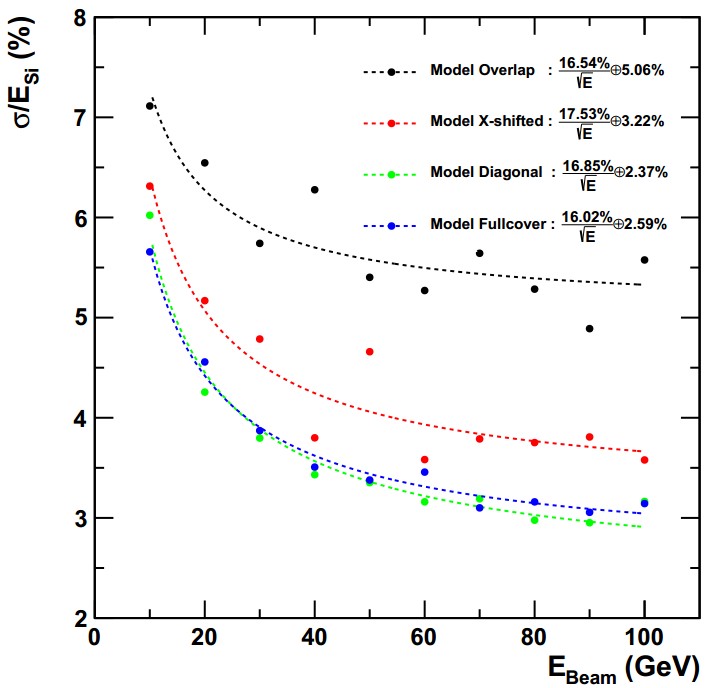 σ/E_Si (%)
8
7
6
5
4
3
2
Model Overlap : 16.54%/√E ⊕5.06%
Model X-shifted : 17.53%/√E ⊕3.22%
Model Diagonal : 16.85%/√E ⊕2.37%
Model Fullcover : 16.02%/√E ⊕2.59%
0 20 40 60 80 100
E_Beam (GeV)